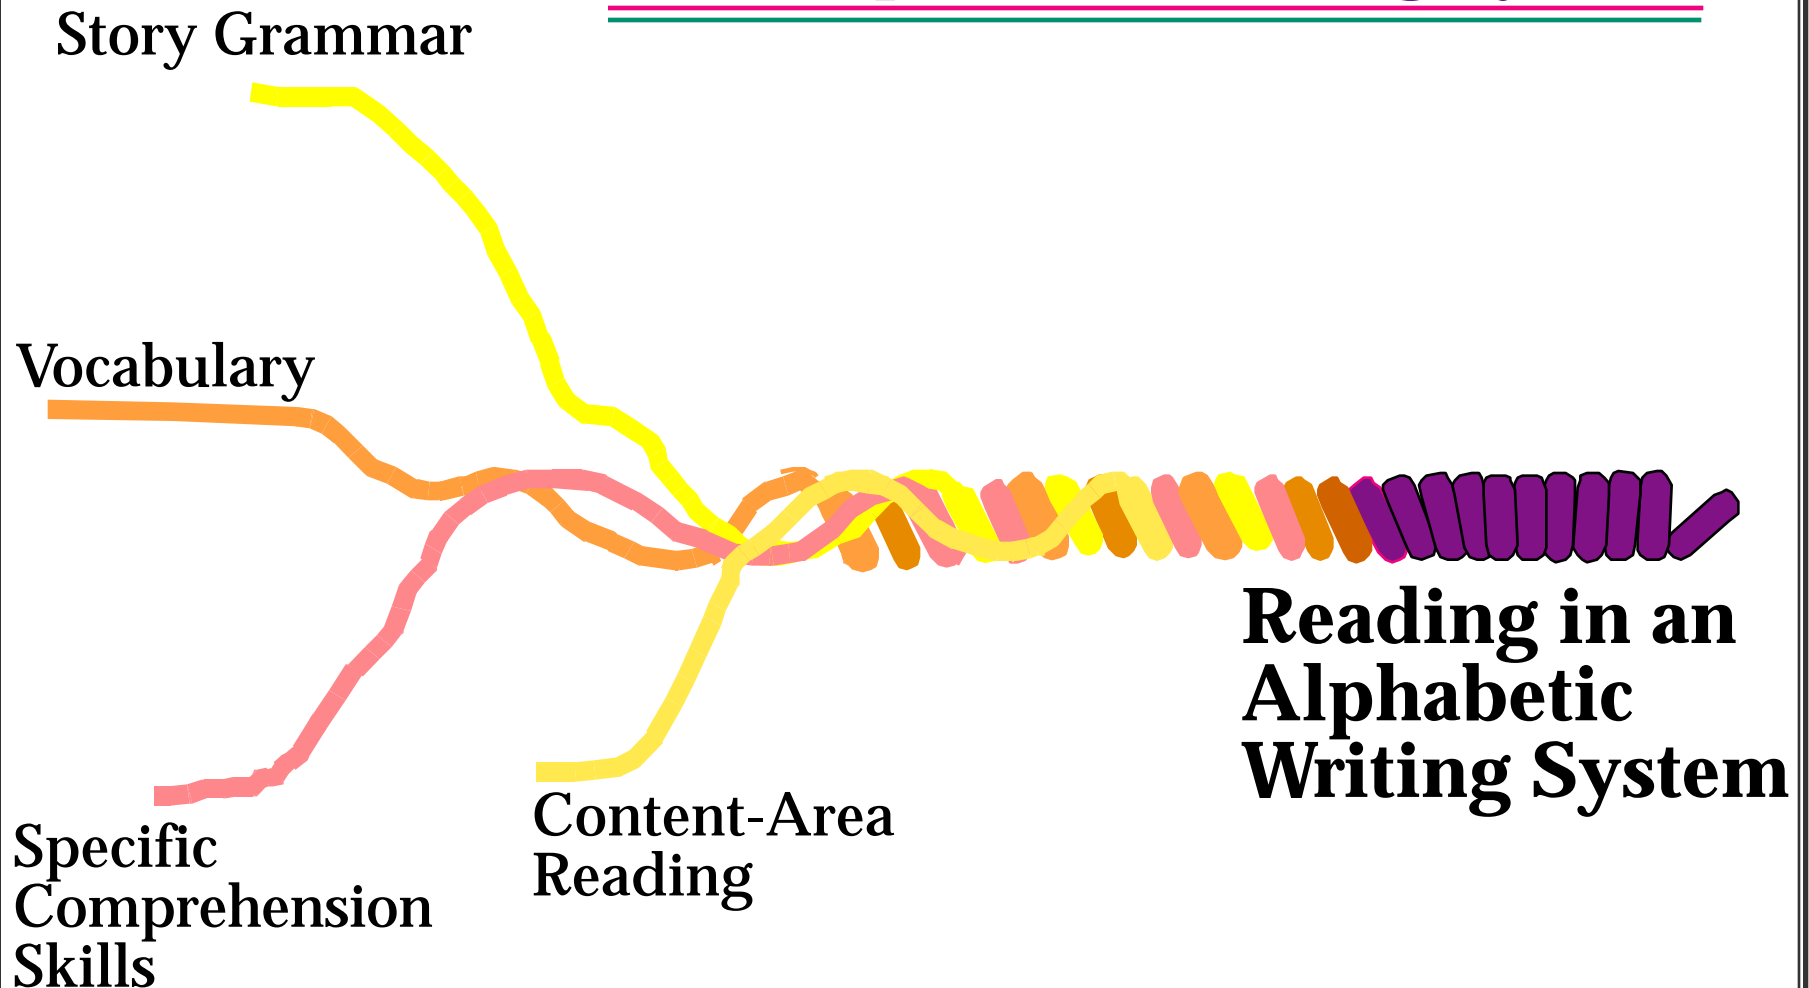 Story Grammar
Vocabulary
Reading in an
Alphabetic
Writing System
Content-Area
Reading
Specific
Comprehension
Skills